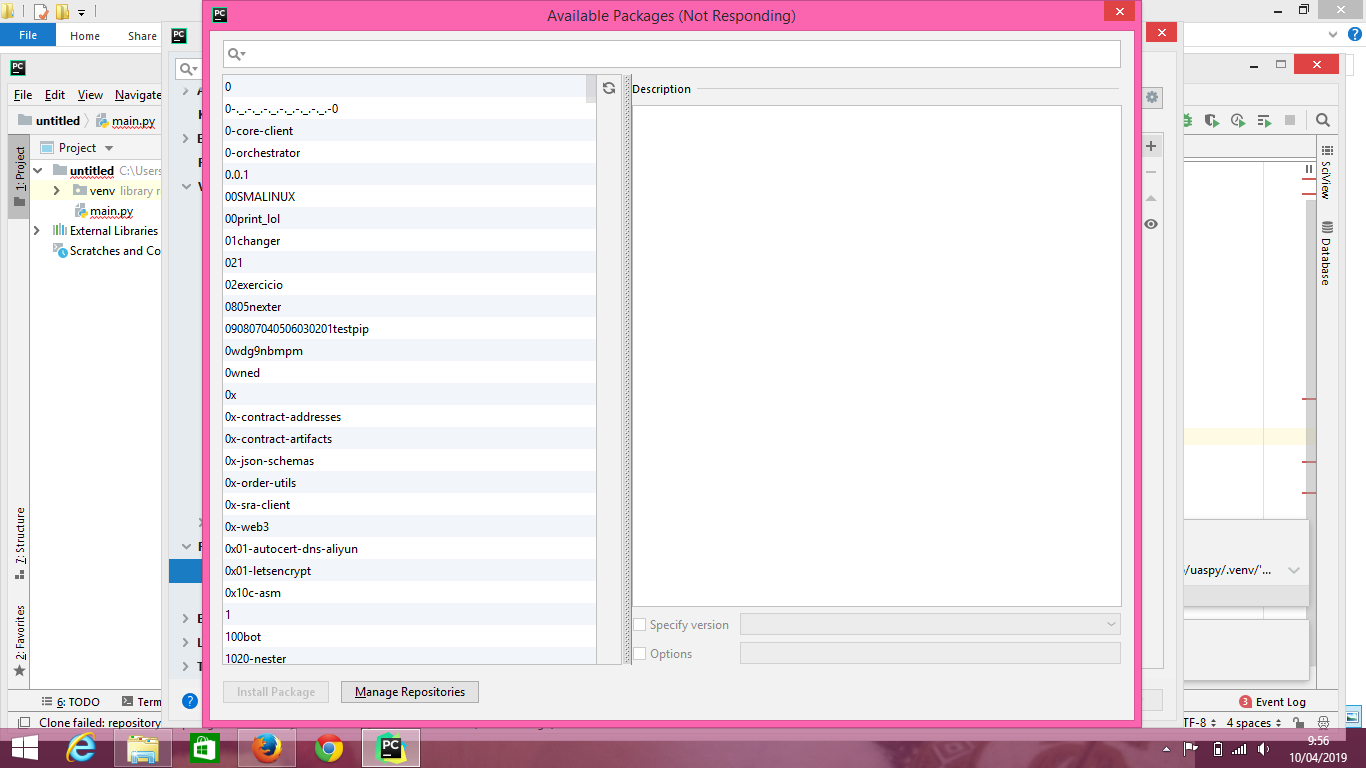 Available Packages (Not Responding)
File
Home
Share
File Edit View Navigate
untitled
main.py
1: Project
Project
untitled C:\Users
venv library r
main.py
External Libraries
Scratches and Co
7: Structure
2: Favorites
0
0-._.-._.-._.-._.-._.-._.-0
0-core-client
0-orchestrator
0.0.1
00SMALINUX
00print_lol
01changer
021
02exercicio
0805nexter
090807040506030201testpip
0wdg9nbmpm
0wned
0x
0x-contract-addresses
0x-contract-artifacts
0x-json-schemas
0x-order-utils
0x-sra-client
0x-web3
0x01-autocert-dns-aliyun
0x01-letsencrypt
0x10c-asm
1
100bot
1020-nester
Description
Specify version
Options
Install Package
Manage Repositories
SciView
Database
/uaspy/.venv/'...
6: TODO
Term
3 Event Log
Clone failed: repository
TF-8
4 spaces
9:56
10/04/2019